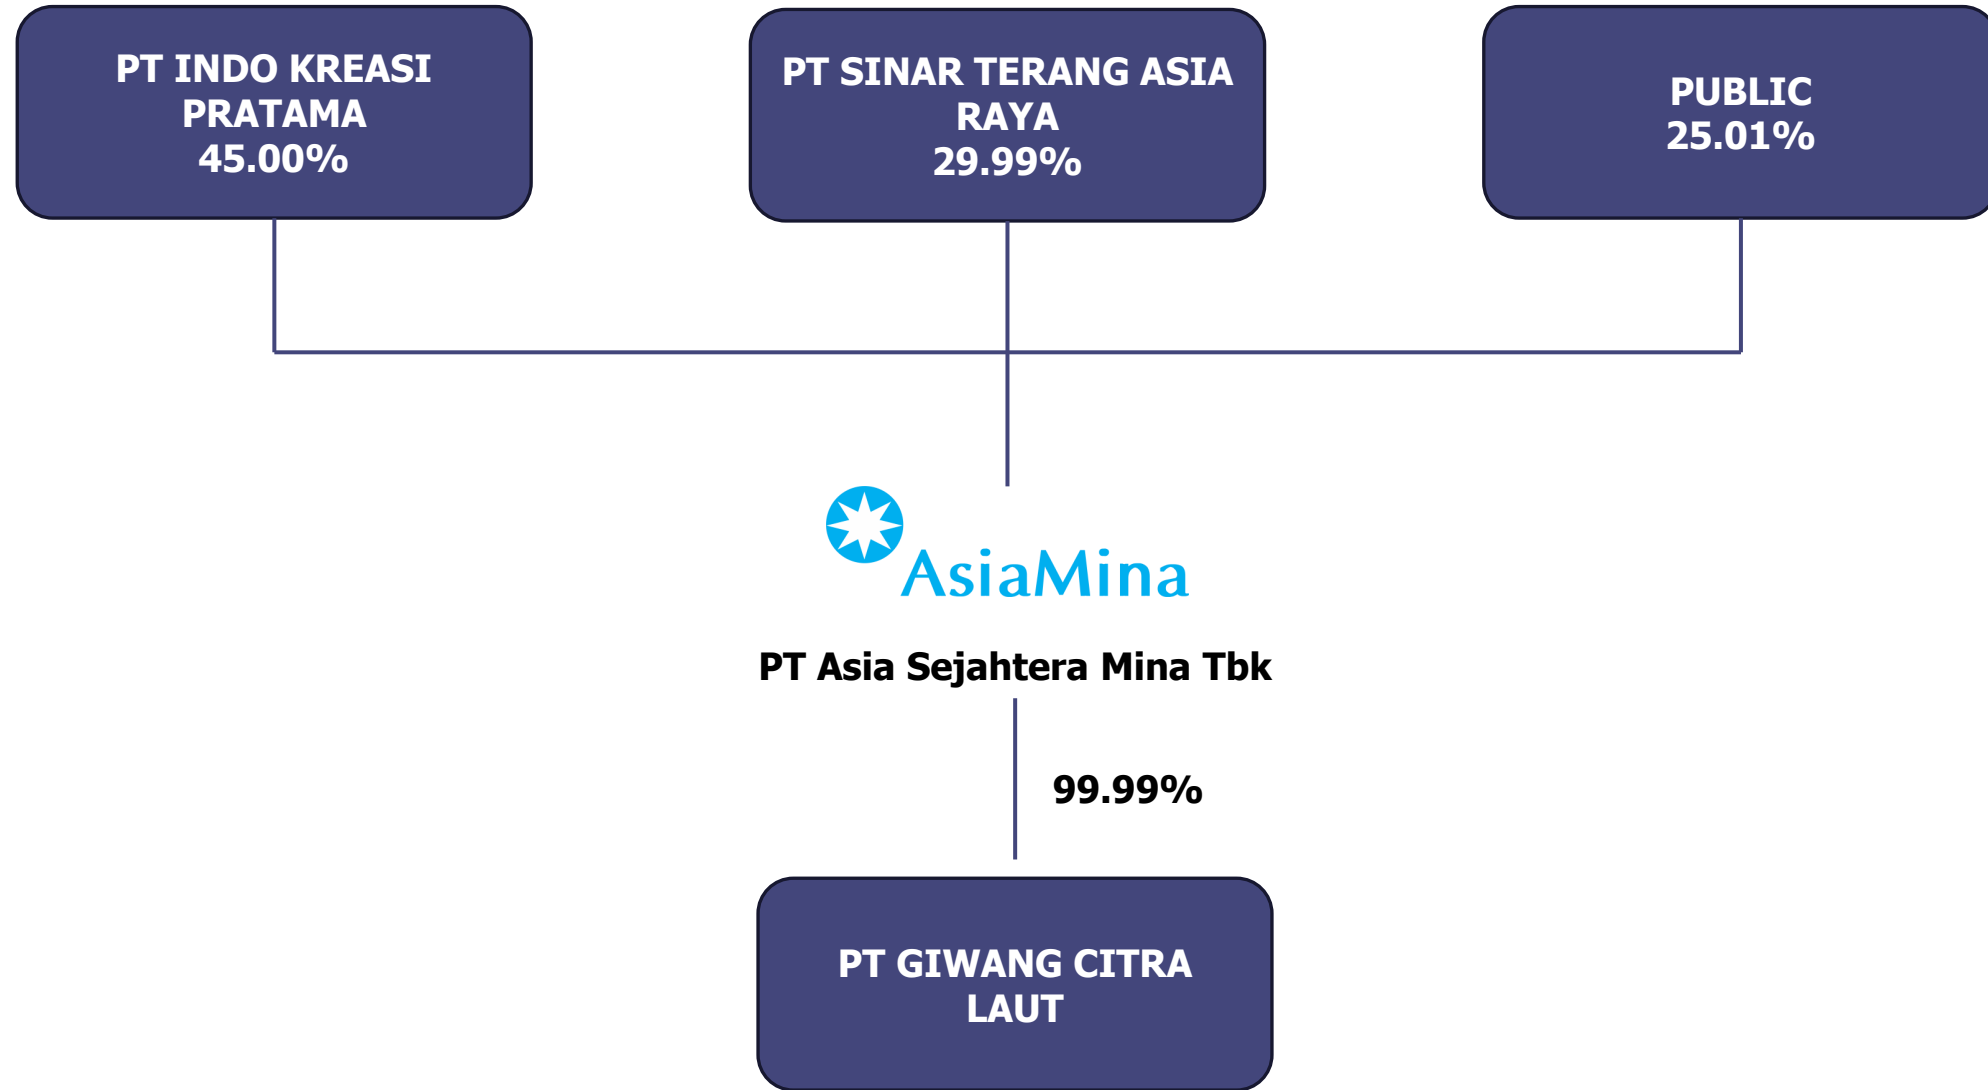 PT INDO KREASI
PRATAMA
45.00%
PT SINAR TERANG ASIA
RAYA
29.99%
PUBLIC
25.01%
AsiaMina
PT Asia Sejahtera Mina Tbk
99.99%
PT GIWANG CITRA
LAUT